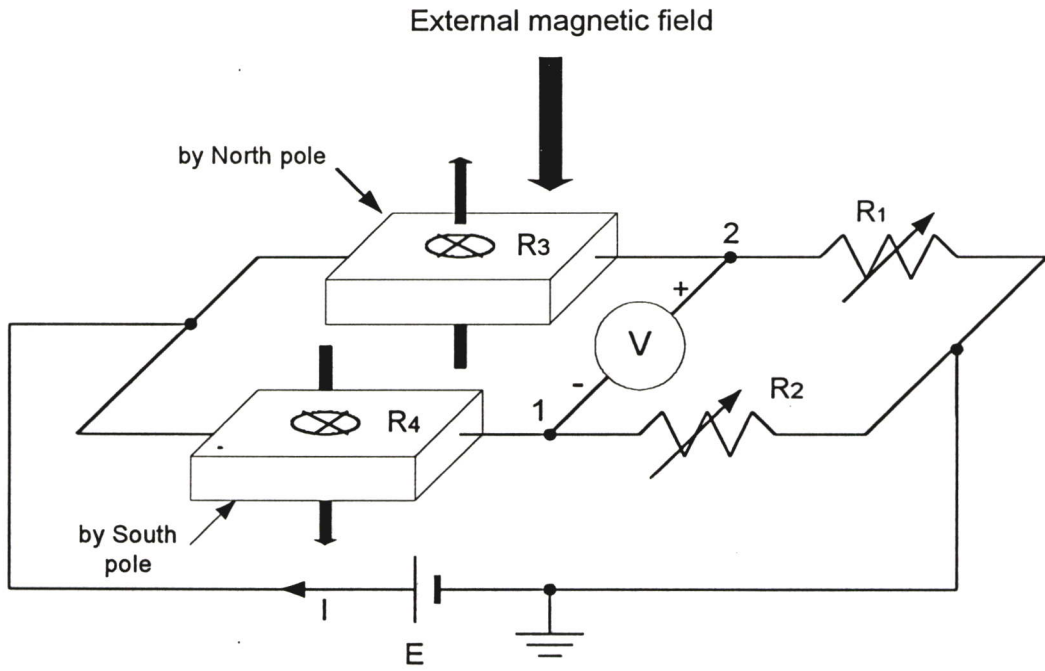 External magnetic field
by North pole
R3
2
R1
+
V
-
R2
1
R4
by South
pole
I
E